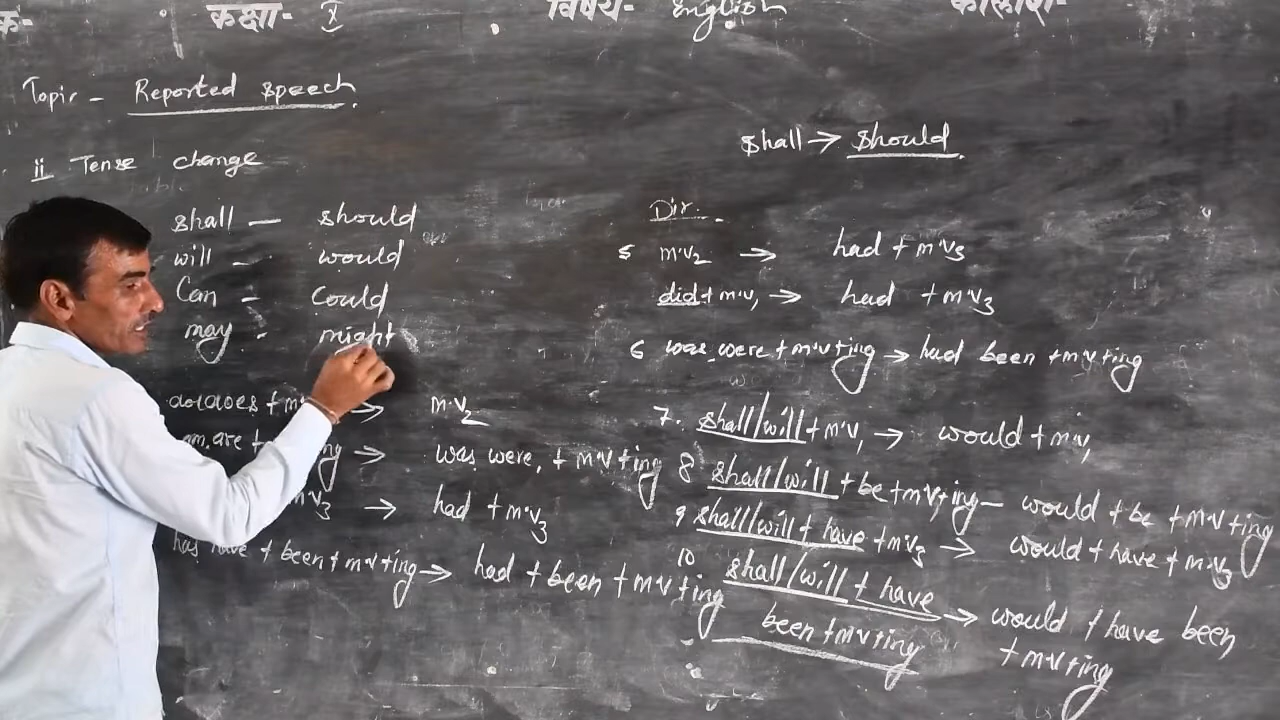 कक्षा- X विषय- English
Topic - Reported speech.
ii Tense change
shall — should
will - would
Can - Could
may - might
+ m → m.v2
are + ng → was were, + m.v + ing
m.v3 → had + m.v3
has have + been + m.v + ing → had + been + m.v + ing
shall → should.
Dir.
5 m.v2 → had + m.v3
did + m.v1 → had + m.v3
6 was were + m.v + ing → had been + m.v + ing
7. shall/will + m.v1 → would + m.v1
8 shall/will + be + m.v + ing — would + be + m.v + ing
9 shall/will + have + m.v3 → would + have + m.v3
10 shall/will + have → would + have been
been + m.v + ing + m.v + ing